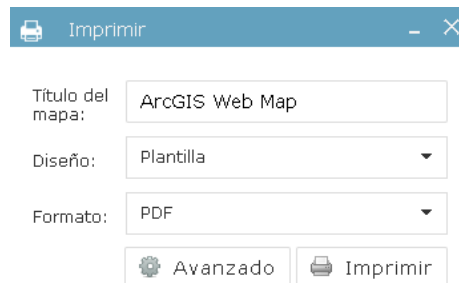 Imprimir
Título del
mapa:
ArcGIS Web Map
Diseño:
Plantilla
Formato:
PDF
Avanzado
Imprimir